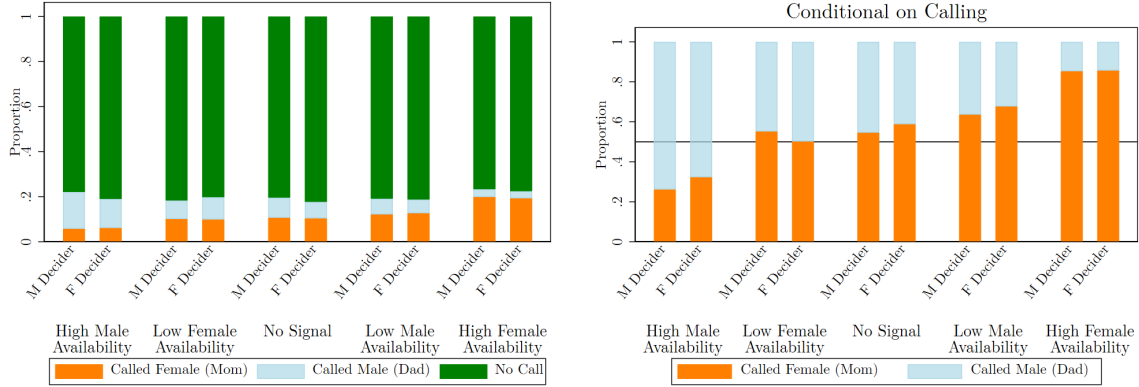 Proportion
0 .2 .4 .6 .8 1
M Decider F Decider M Decider F Decider M Decider F Decider M Decider F Decider M Decider F Decider
High Male Low Female No Signal Low Male High Female
Availability Availability Availability Availability
Called Female (Mom) Called Male (Dad) No Call
Conditional on Calling
Proportion
0 .2 .4 .6 .8 1
M Decider F Decider M Decider F Decider M Decider F Decider M Decider F Decider M Decider F Decider
High Male Low Female No Signal Low Male High Female
Availability Availability Availability Availability
Called Female (Mom) Called Male (Dad)